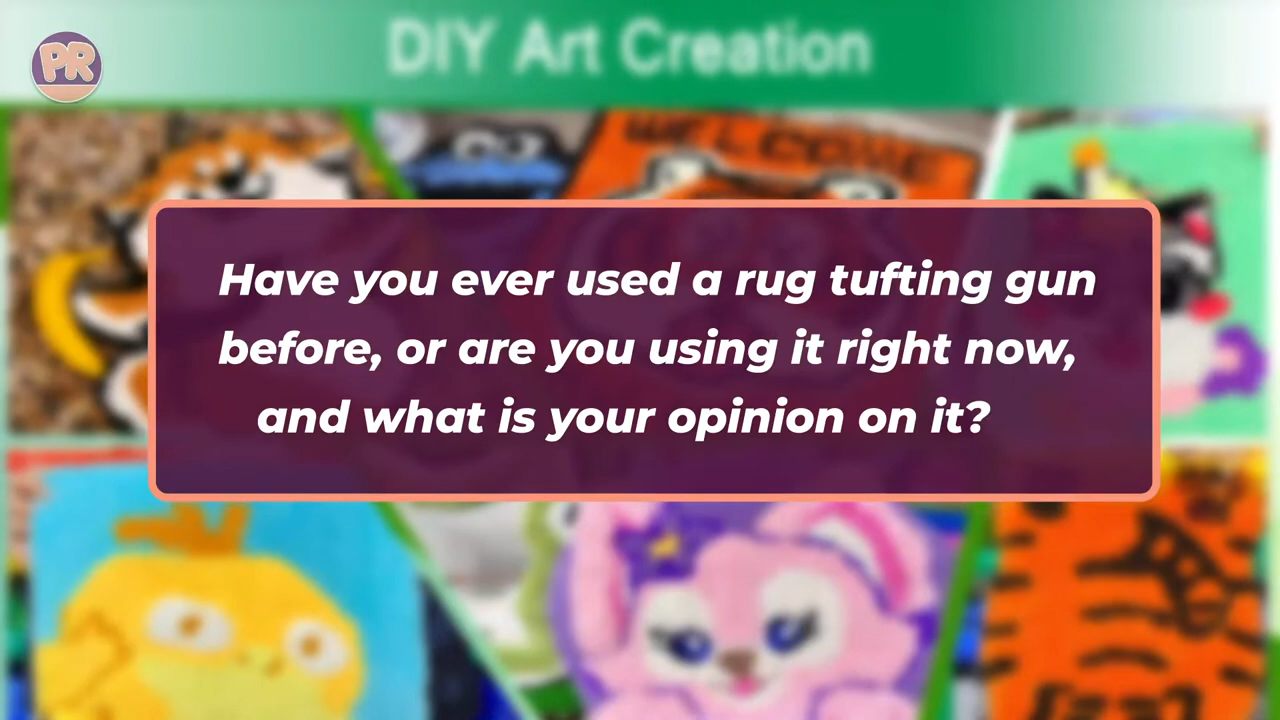 DIY Art Creation
PR
WELCOME
Have you ever used a rug tufting gun
before, or are you using it right now,
and what is your opinion on it?